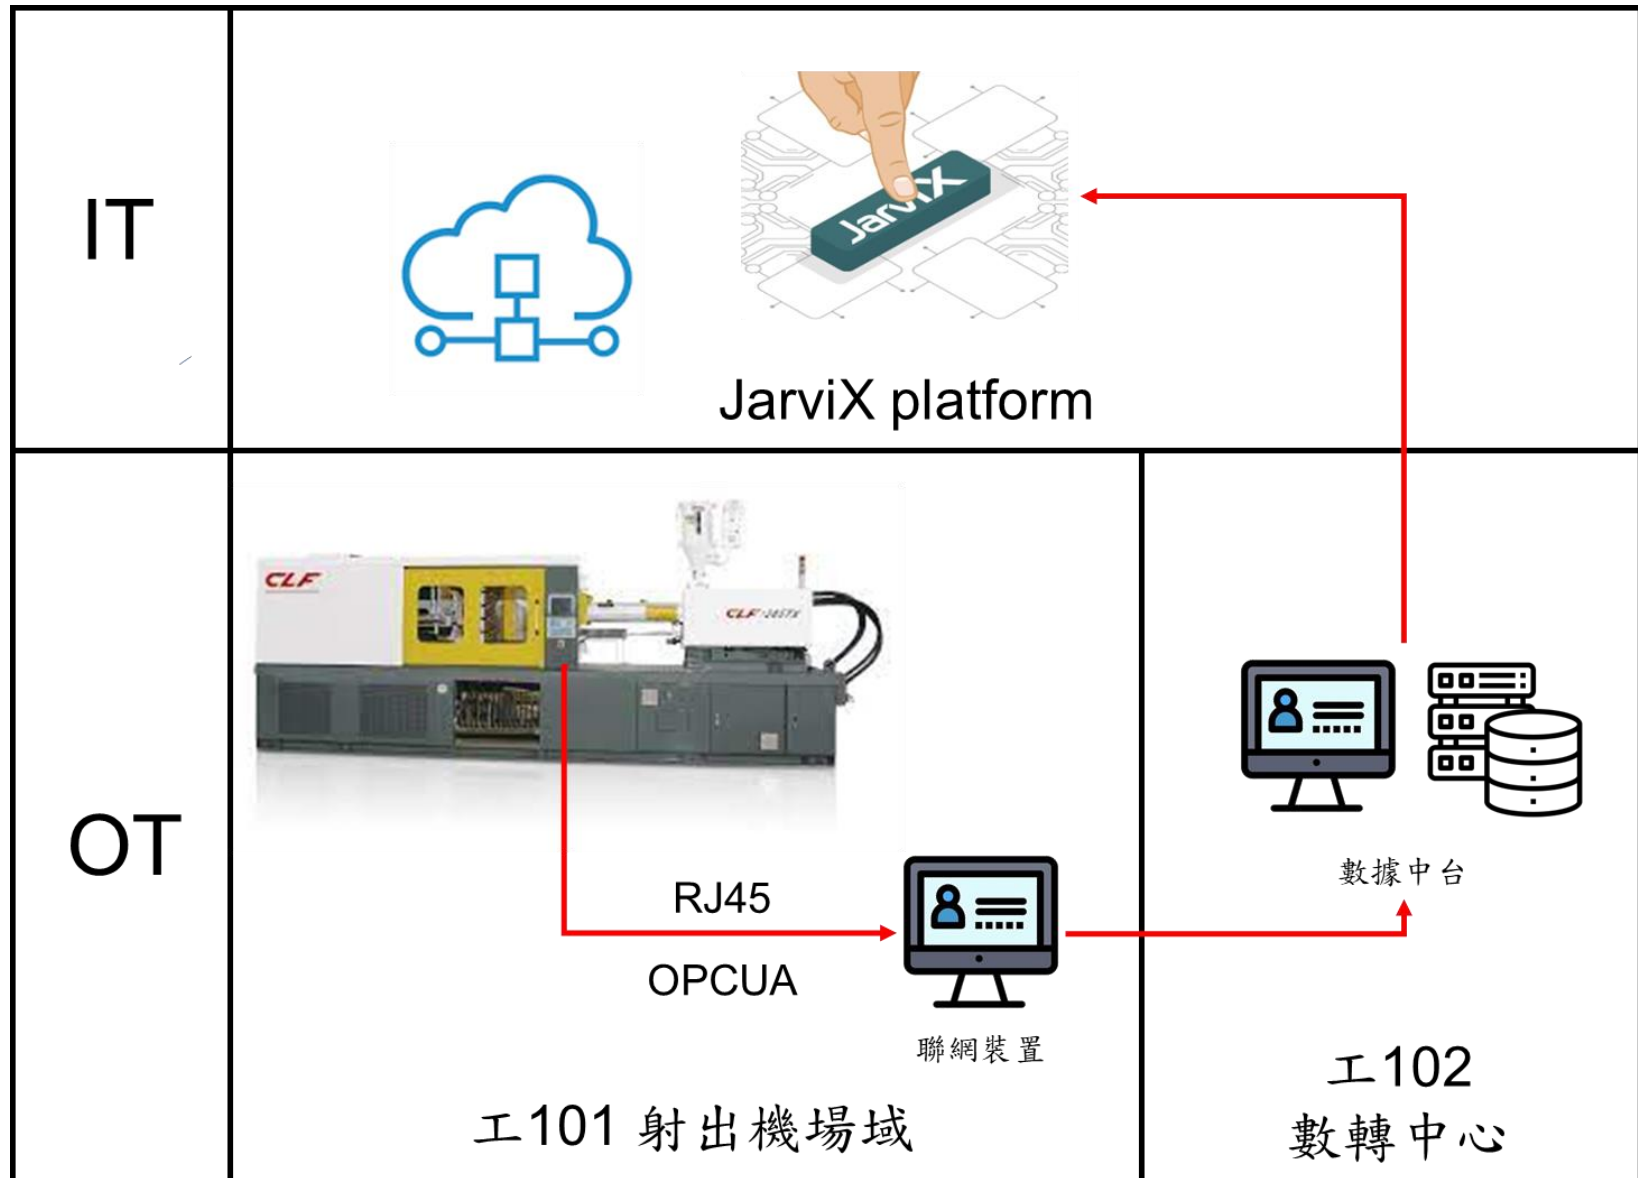 IT
JarviX
JarviX platform
OT
CLF
CLF-285TX
RJ45
OPCUA
聯網裝置
工101 射出機場域
數據中台
工102
數轉中心